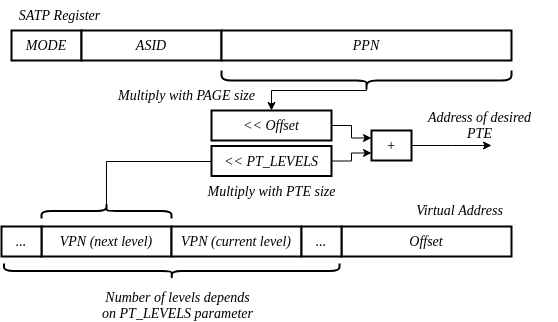 SATP Register
MODE ASID PPN
Multiply with PAGE size
<< Offset
Address of desired
PTE
+
<< PT_LEVELS
Multiply with PTE size
Virtual Address
... VPN (next level) VPN (current level) ... Offset
Number of levels depends
on PT_LEVELS parameter